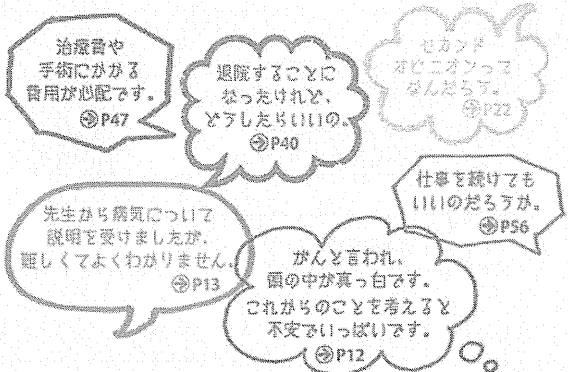 治療費や
手術にかかる
費用が心配です。
➔P47
退院することに
なったけれど、
どうしたらいいの。
➔P40
セカンド
オピニオンって
なんだろう。
➔P22
仕事を続けても
いいのだろうか。
➔P56
先生から病気について
説明を受けましたが、
難しくてよくわかりません。
➔P13
がんと言われ、
頭の中が真っ白です。
これからのことを考えると
不安でいっぱいです。
➔P12